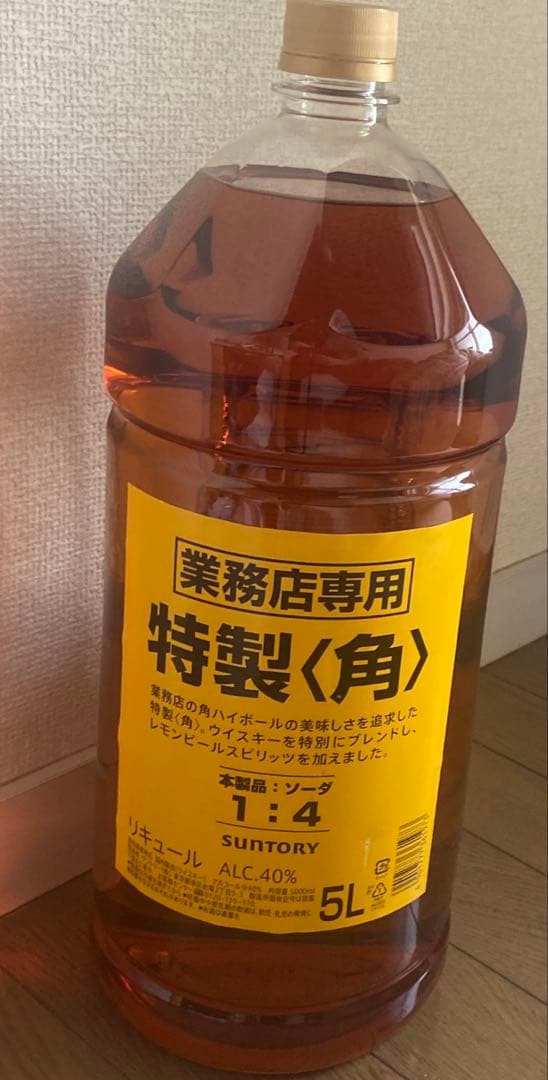 業務店専用
特製〈角〉
業務店の角ハイボールの美味しさを追求した
特製〈角〉。ウイスキーを特別にブレンドし、
レモンピールスピリッツを加えました。
本製品：ソーダ
1：4
SUNTORY
リキュール
ALC.40%
5L